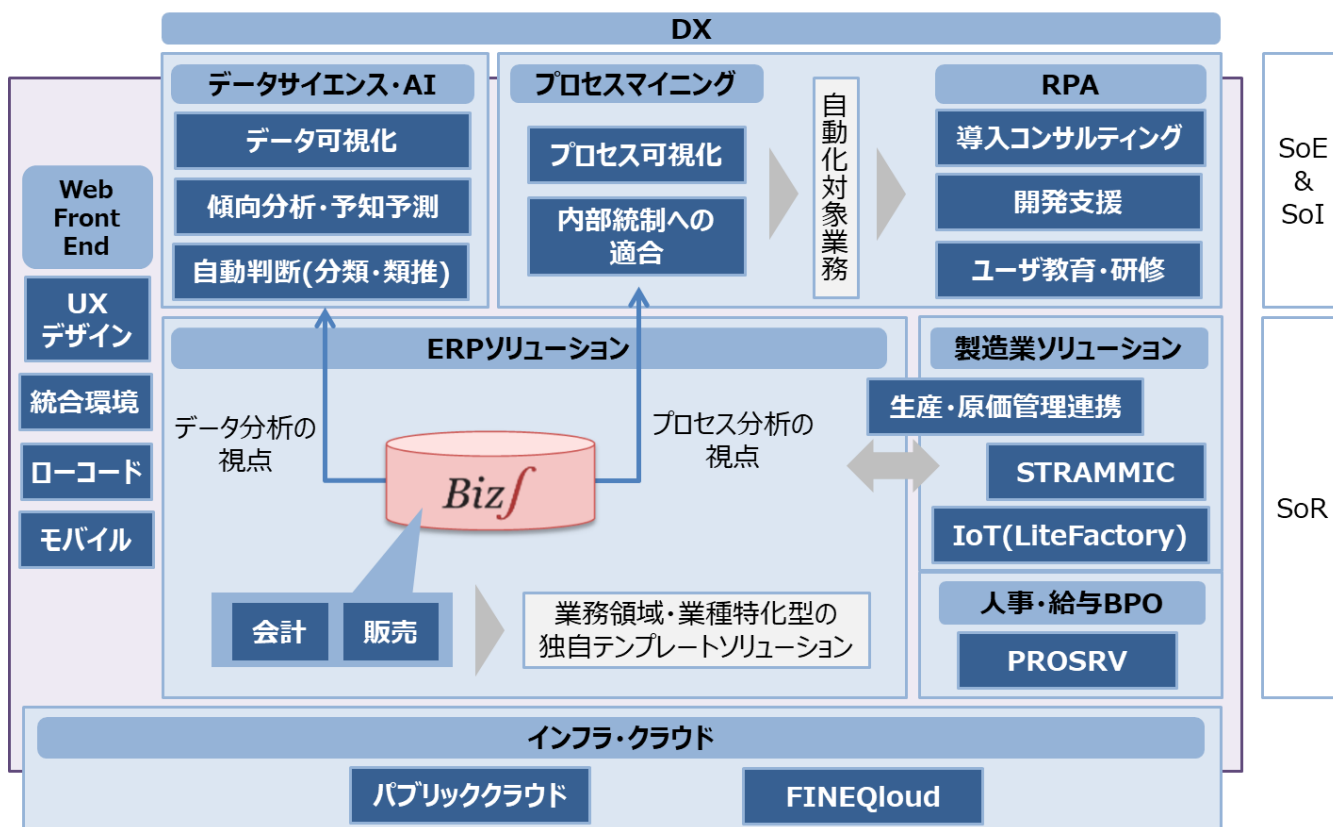 DX
データサイエンス・AI
データ可視化
傾向分析・予知予測
自動判断(分類・類推)
プロセスマイニング
プロセス可視化
内部統制への
適合
自動化対象業務
RPA
導入コンサルティング
開発支援
ユーザ教育・研修
SoE
&
SoI
Web
Front
End
UX
デザイン
統合環境
ローコード
モバイル
ERPソリューション
データ分析の
視点
プロセス分析の
視点
Biz∫
会計
販売
業務領域・業種特化型の
独自テンプレートソリューション
製造業ソリューション
生産・原価管理連携
STRAMMIC
IoT(LiteFactory)
人事・給与BPO
PROSRV
SoR
インフラ・クラウド
パブリッククラウド
FINEQloud